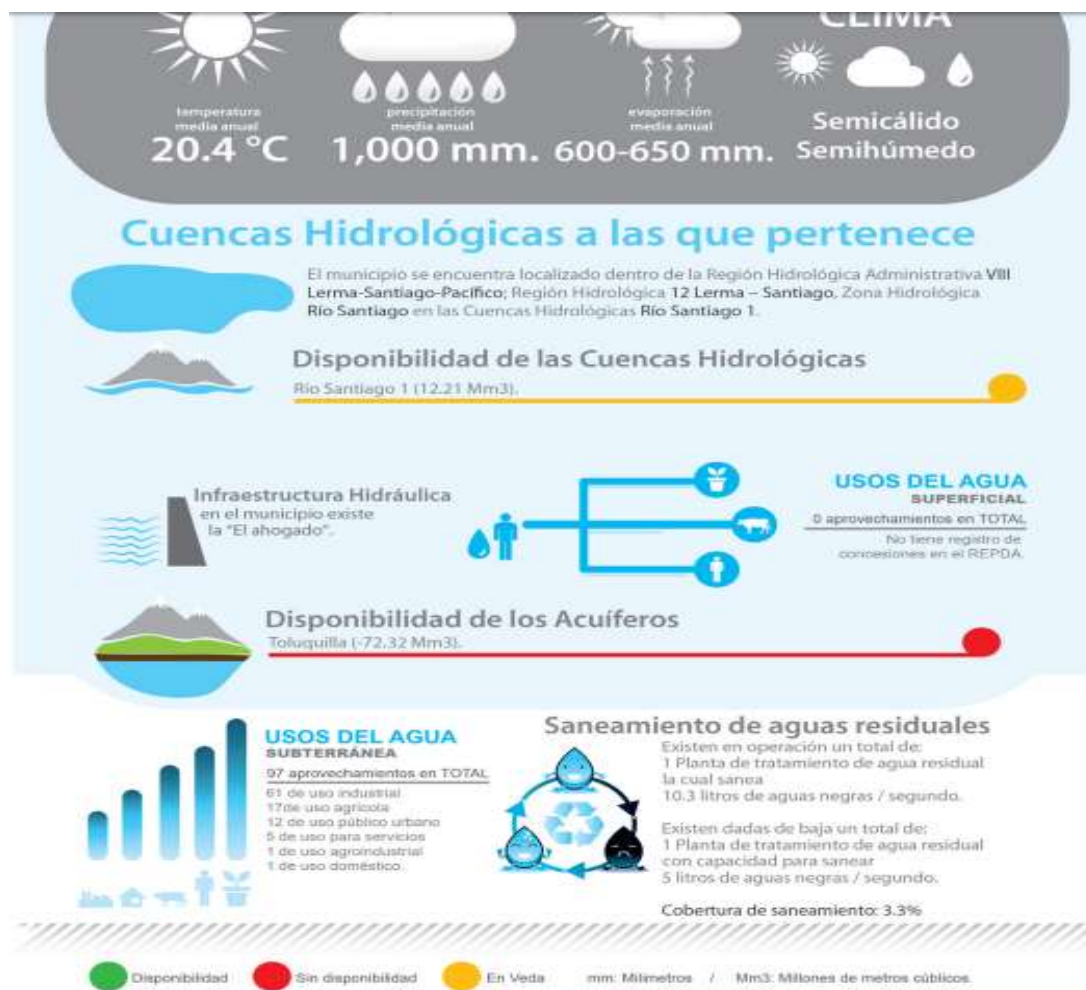 CLIMA
temperatura
media anual
20.4 °C
precipitación
media anual
1,000 mm.
evaporación
media anual
600-650 mm.
Semicálido
Semihúmedo
Cuencas Hidrológicas a las que pertenece
El municipio se encuentra localizado dentro de la Región Hidrológica Administrativa VIII
Lerma-Santiago-Pacífico; Región Hidrológica 12 Lerma – Santiago, Zona Hidrológica
Río Santiago en las Cuencas Hidrológicas Río Santiago 1.
Disponibilidad de las Cuencas Hidrológicas
Río Santiago 1 (12.21 Mm3).
Infraestructura Hidráulica
en el municipio existe
la "El ahogado".
USOS DEL AGUA
SUPERFICIAL
0 aprovechamientos en TOTAL
No tiene registro de
concesiones en el REPDA.
Disponibilidad de los Acuíferos
Toluquilla (-72.32 Mm3).
USOS DEL AGUA
SUBTERRÁNEA
97 aprovechamientos en TOTAL
61 de uso industrial
17de uso agrícola
12 de uso público urbano
5 de uso para servicios
1 de uso agroindustrial
1 de uso doméstico.
Saneamiento de aguas residuales
Existen en operación un total de:
1 Planta de tratamiento de agua residual
la cual sanea
10.3 litros de aguas negras / segundo.
Existen dadas de baja un total de:
1 Planta de tratamiento de agua residual
con capacidad para sanear
5 litros de aguas negras / segundo.
Cobertura de saneamiento: 3.3%
Disponibilidad
Sin disponibilidad
En Veda
mm: Milimetros / Mm3: Millones de metros cúblicos.